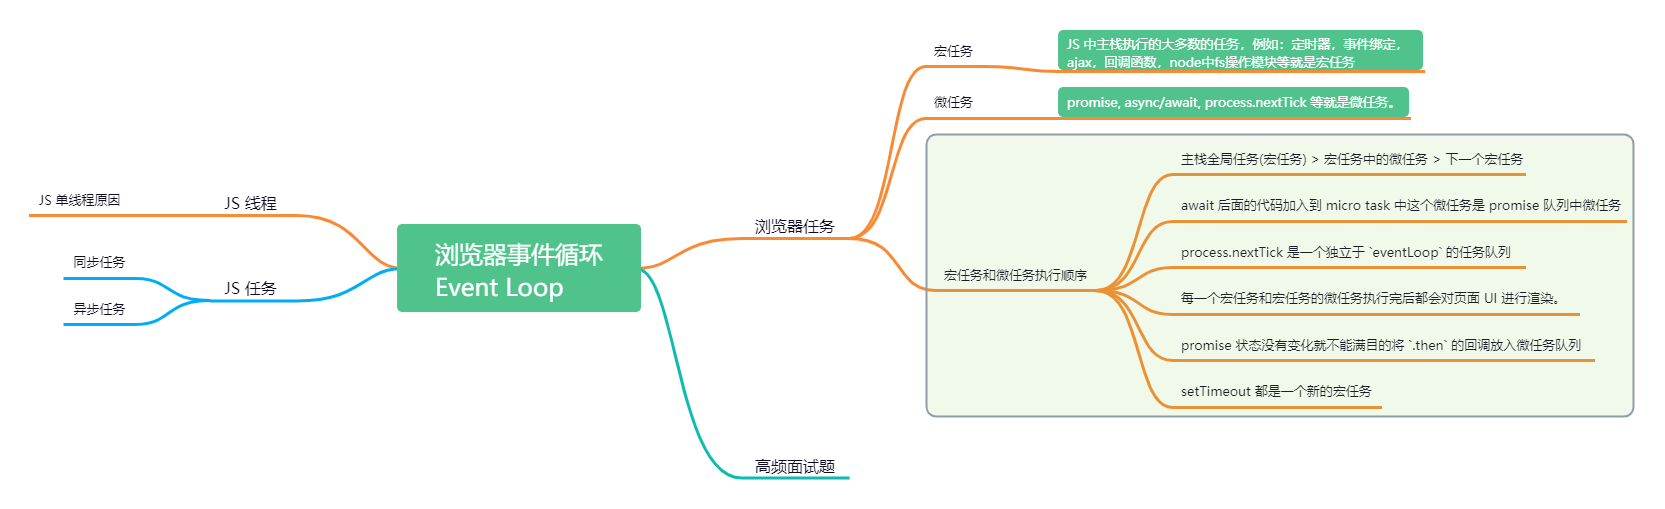 浏览器事件循环
Event Loop
JS 线程
JS 单线程原因
JS 任务
同步任务
异步任务
浏览器任务
宏任务
JS 中主栈执行的大多数的任务，例如：定时器，事件绑定，
ajax，回调函数，node中fs操作模块等就是宏任务
微任务
promise, async/await, process.nextTick 等就是微任务。
宏任务和微任务执行顺序
主栈全局任务(宏任务) > 宏任务中的微任务 > 下一个宏任务
await 后面的代码加入到 micro task 中这个微任务是 promise 队列中微任务
process.nextTick 是一个独立于 `eventLoop` 的任务队列
每一个宏任务和宏任务的微任务执行完后都会对页面 UI 进行渲染。
promise 状态没有变化就不能满目的将 `.then` 的回调放入微任务队列
setTimeout 都是一个新的宏任务
高频面试题